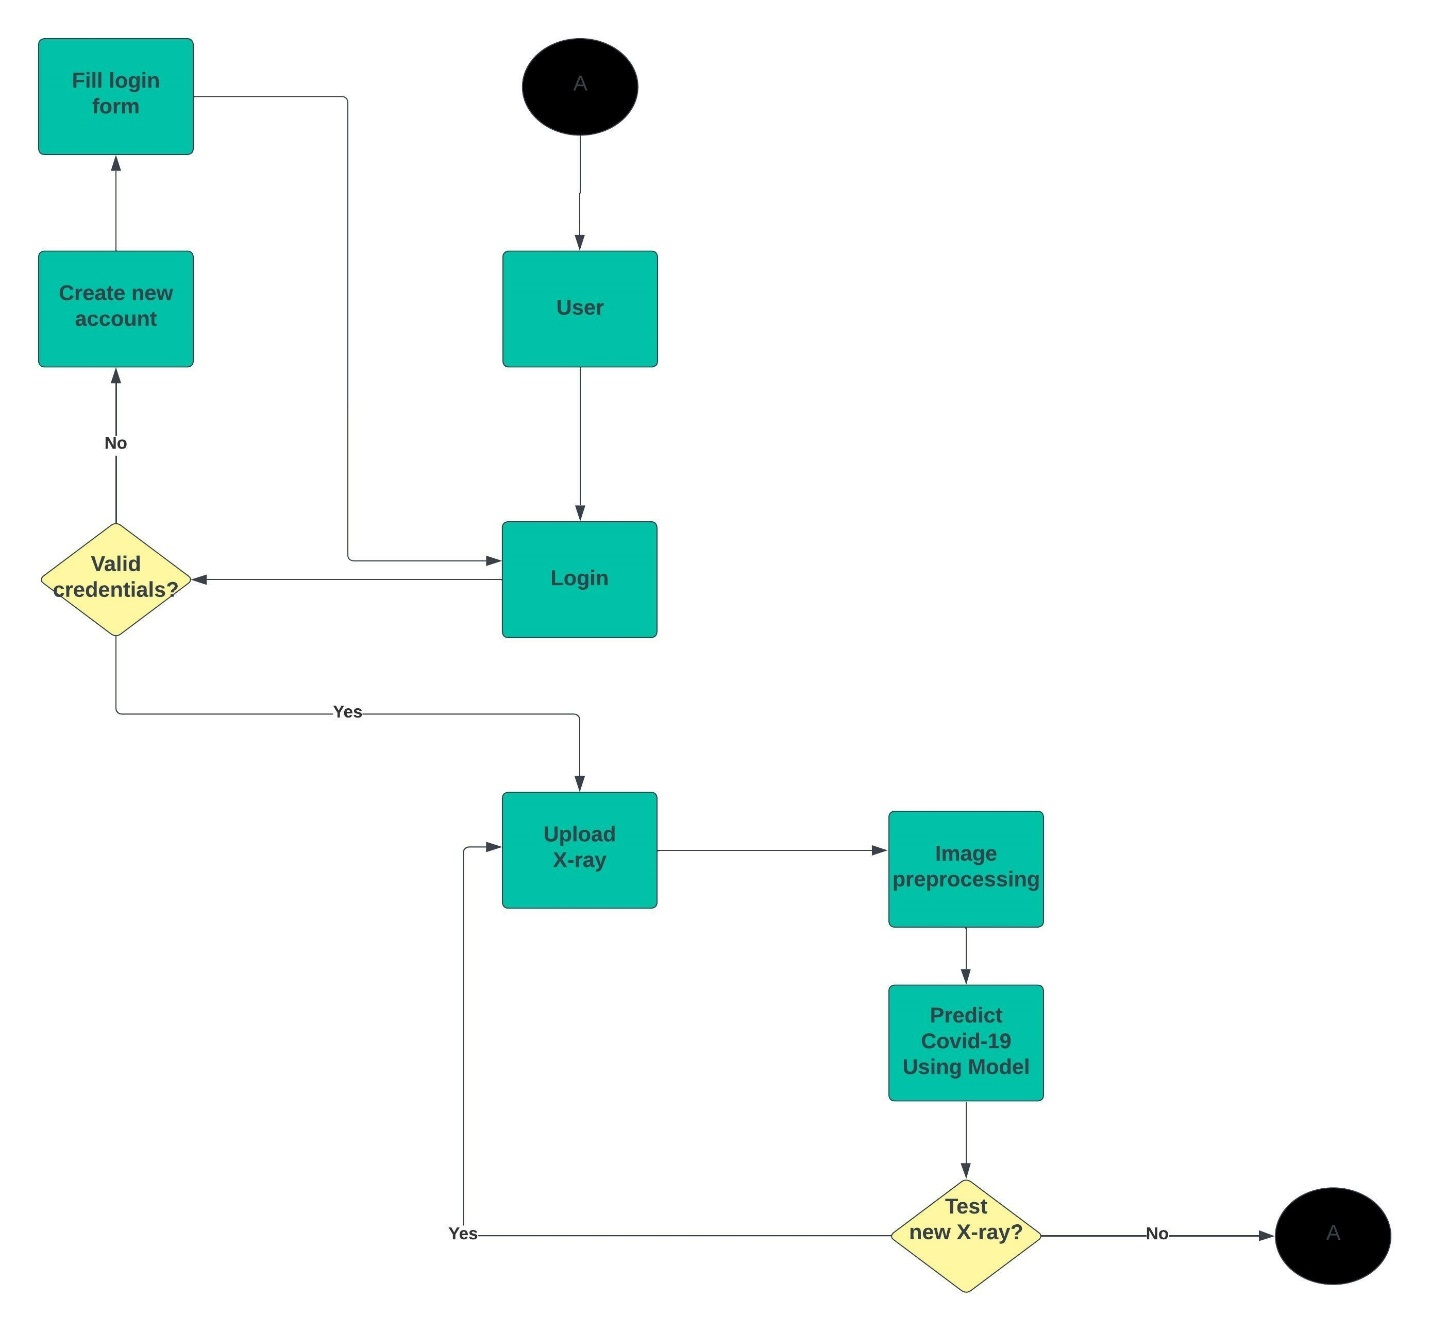 Fill login
form
A
Create new
account
User
No
Valid
credentials?
Login
Yes
Upload
X-ray
Image
preprocessing
Predict
Covid-19
Using Model
Test
new X-ray?
Yes
No
A